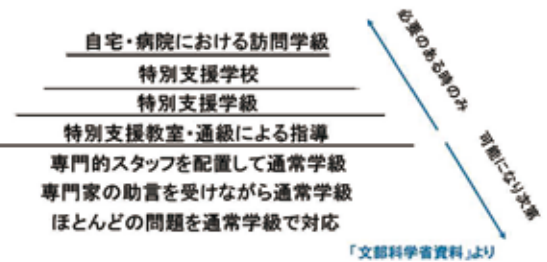 自宅・病院における訪問学級
特別支援学校
特別支援学級
特別支援教室・通級による指導
専門的スタッフを配置して通常学級
専門家の助言を受けながら通常学級
ほとんどの問題を通常学級で対応
必要のある時のみ
可能になり次第
「文部科学省資料」より